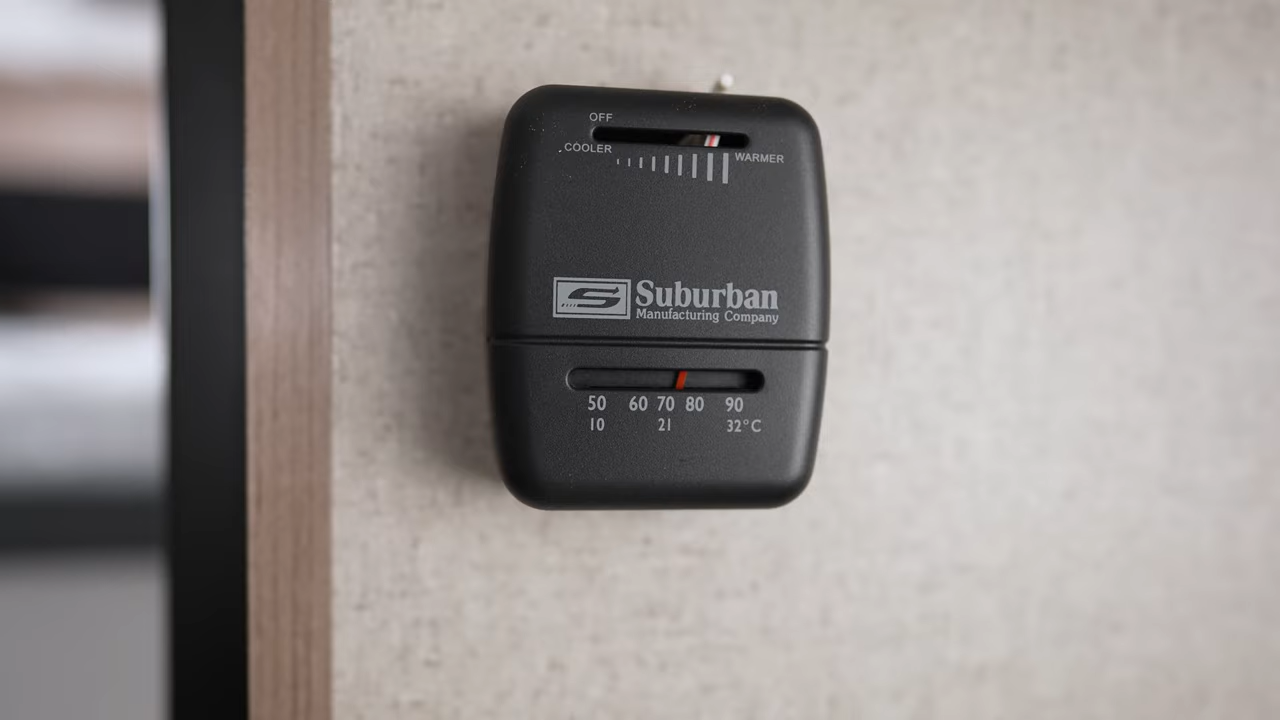 OFF
COOLER
WARMER
Suburban
Manufacturing Company
50 60 70 80 90
10 21 32°C